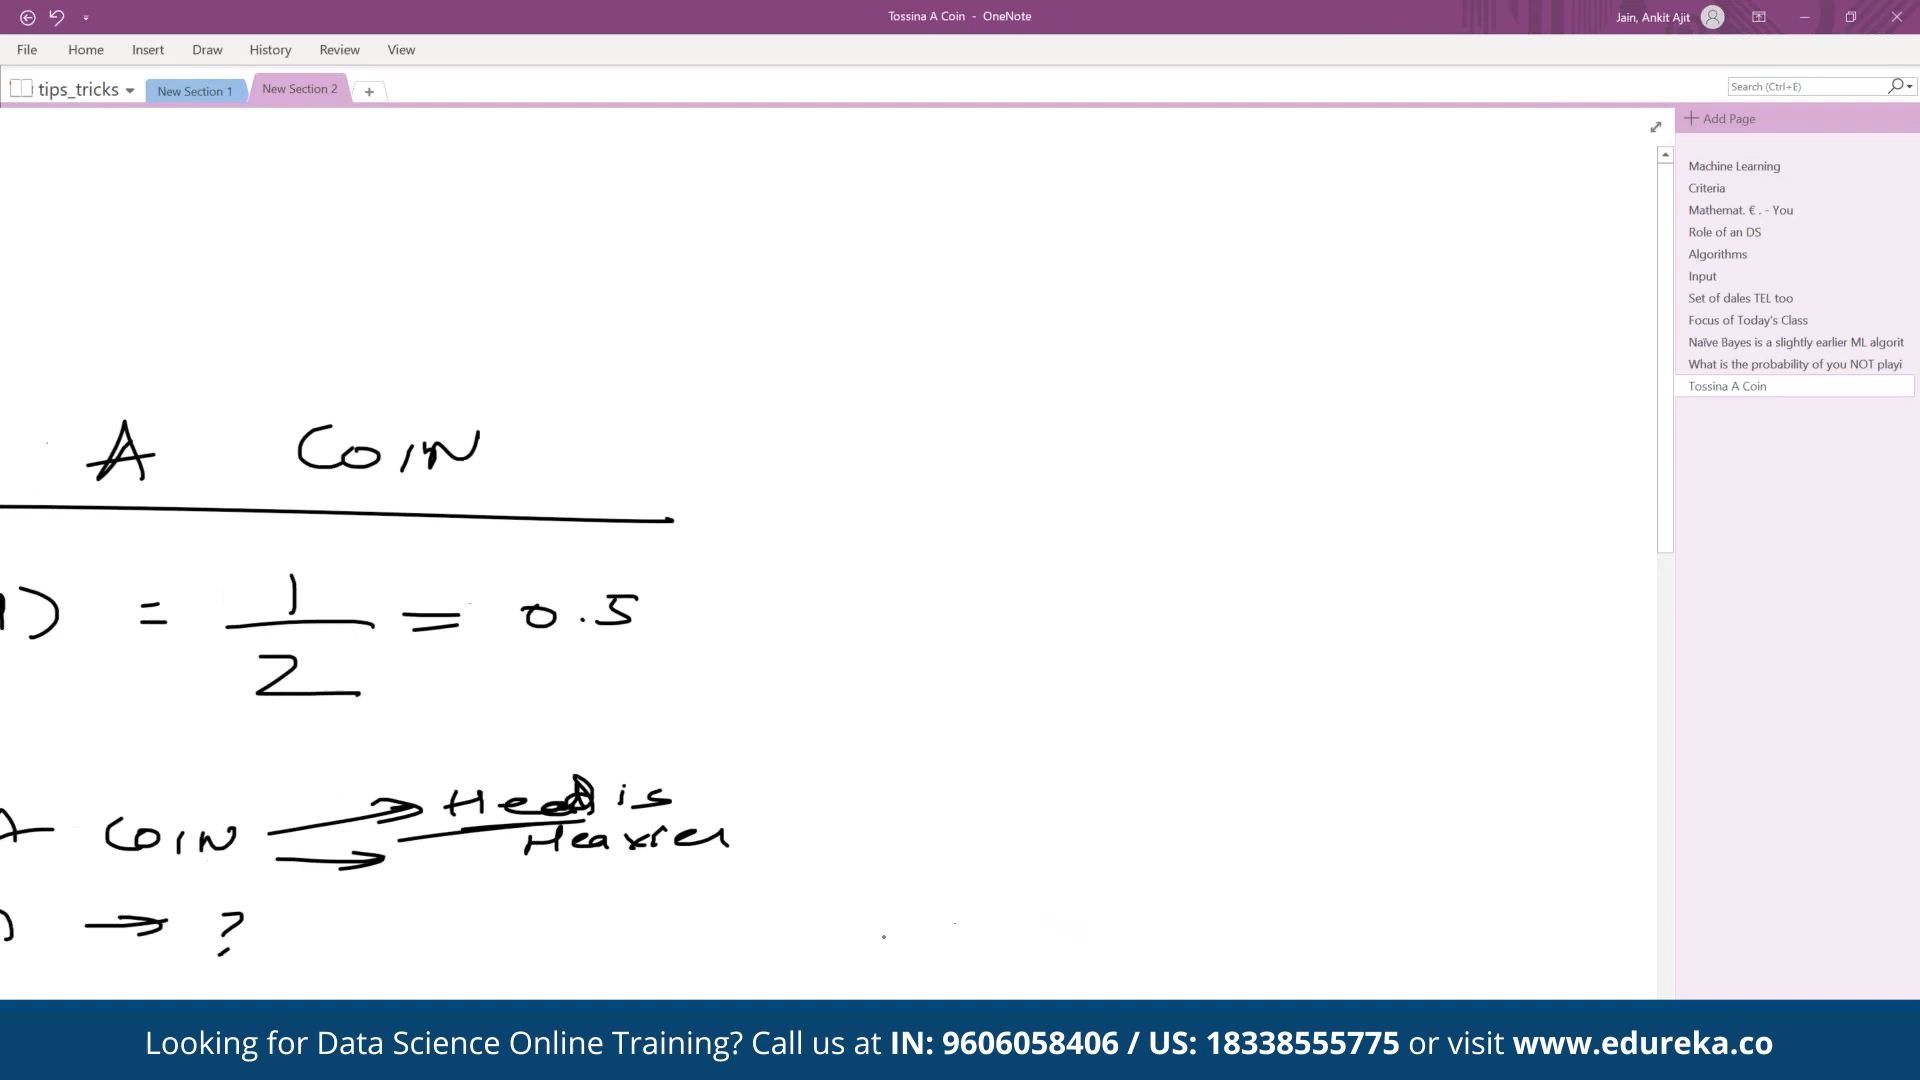 Tossina A Coin - OneNote
Jain, Ankit Ajit
File Home Insert Draw History Review View
tips_tricks New Section 1 New Section 2 +
Search (Ctrl+E)
Add Page
Machine Learning
Criteria
Mathemat. € . - You
Role of an DS
Algorithms
Input
Set of dales TEL too
Focus of Today's Class
Naïve Bayes is a slightly earlier ML algorit
What is the probability of you NOT playi
Tossina A Coin
A COIN
) = 1/2 = 0.5
A COIN Head is
Heavier
?
Looking for Data Science Online Training? Call us at IN: 9606058406 / US: 18338555775 or visit www.edureka.co